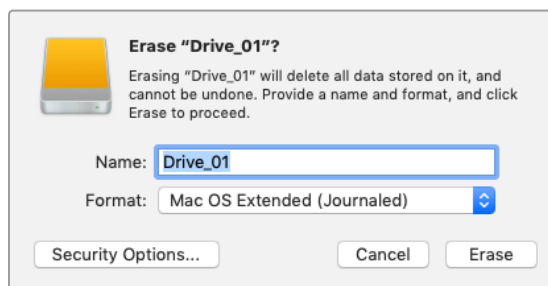 Erase “Drive_01”?
Erasing “Drive_01” will delete all data stored on it, and
cannot be undone. Provide a name and format, and click
Erase to proceed.
Name: Drive_01
Format: Mac OS Extended (Journaled)
Security Options... Cancel Erase